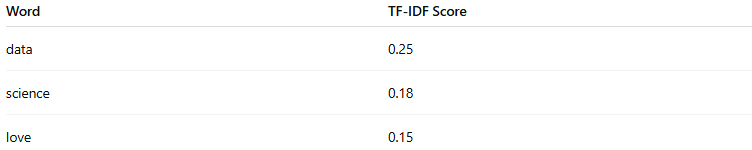 Word TF-IDF Score
data 0.25
science 0.18
love 0.15